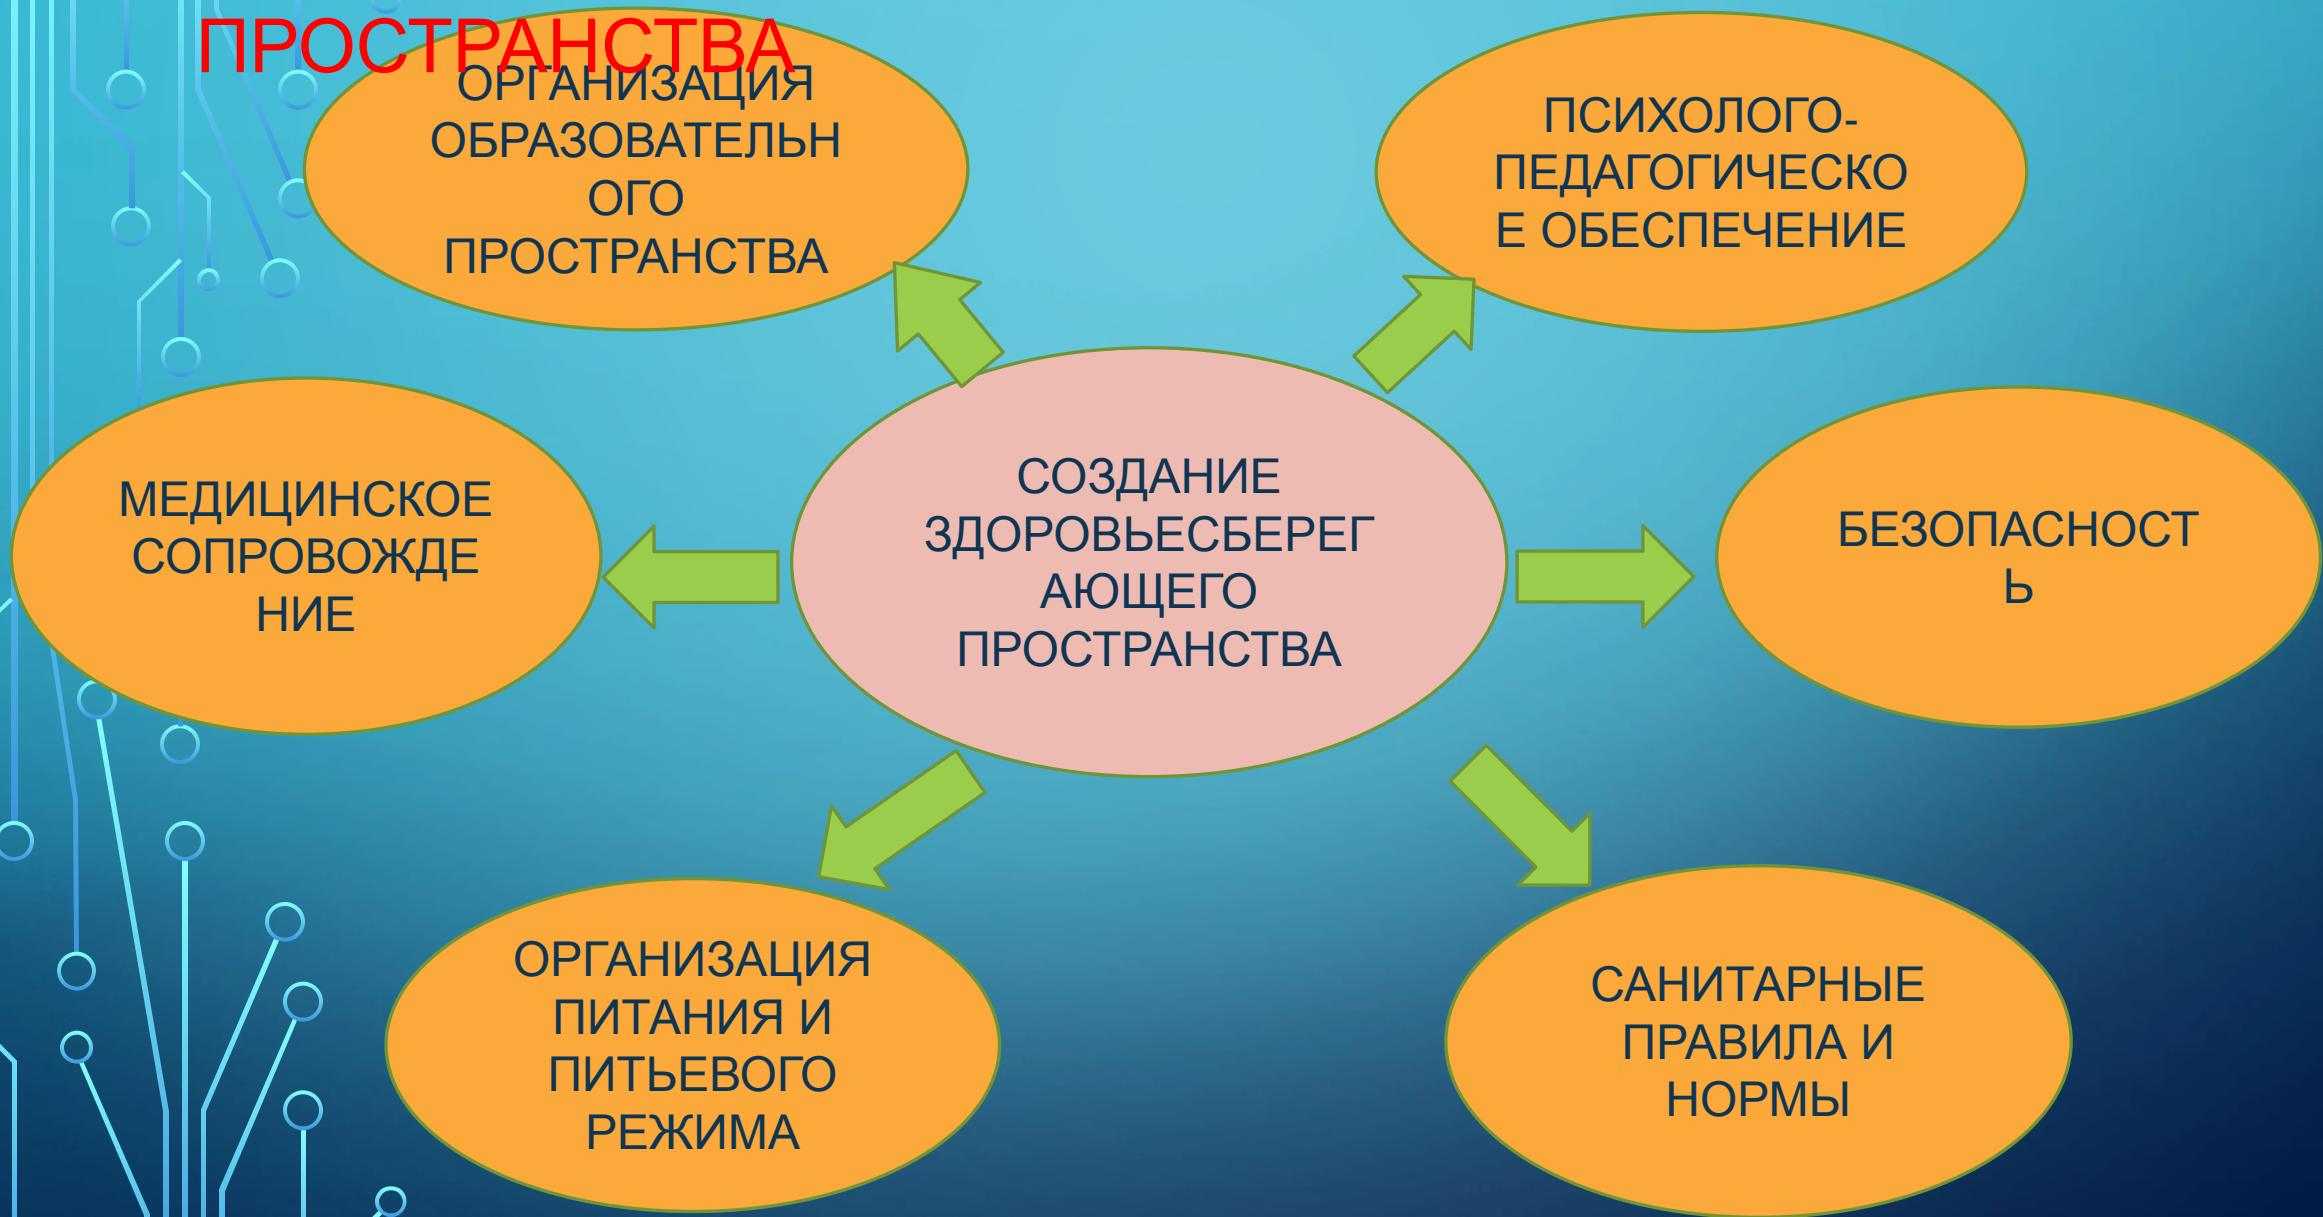 ПРОСТРАНСТВА
ОРГАНИЗАЦИЯ
ОБРАЗОВАТЕЛЬН
ОГО
ПРОСТРАНСТВА
ПСИХОЛОГО-
ПЕДАГОГИЧЕСКО
Е ОБЕСПЕЧЕНИЕ
МЕДИЦИНСКОЕ
СОПРОВОЖДЕ
НИЕ
СОЗДАНИЕ
ЗДОРОВЬЕСБЕРЕГ
АЮЩЕГО
ПРОСТРАНСТВА
БЕЗОПАСНОСТ
Ь
ОРГАНИЗАЦИЯ
ПИТАНИЯ И
ПИТЬЕВОГО
РЕЖИМА
САНИТАРНЫЕ
ПРАВИЛА И
НОРМЫ